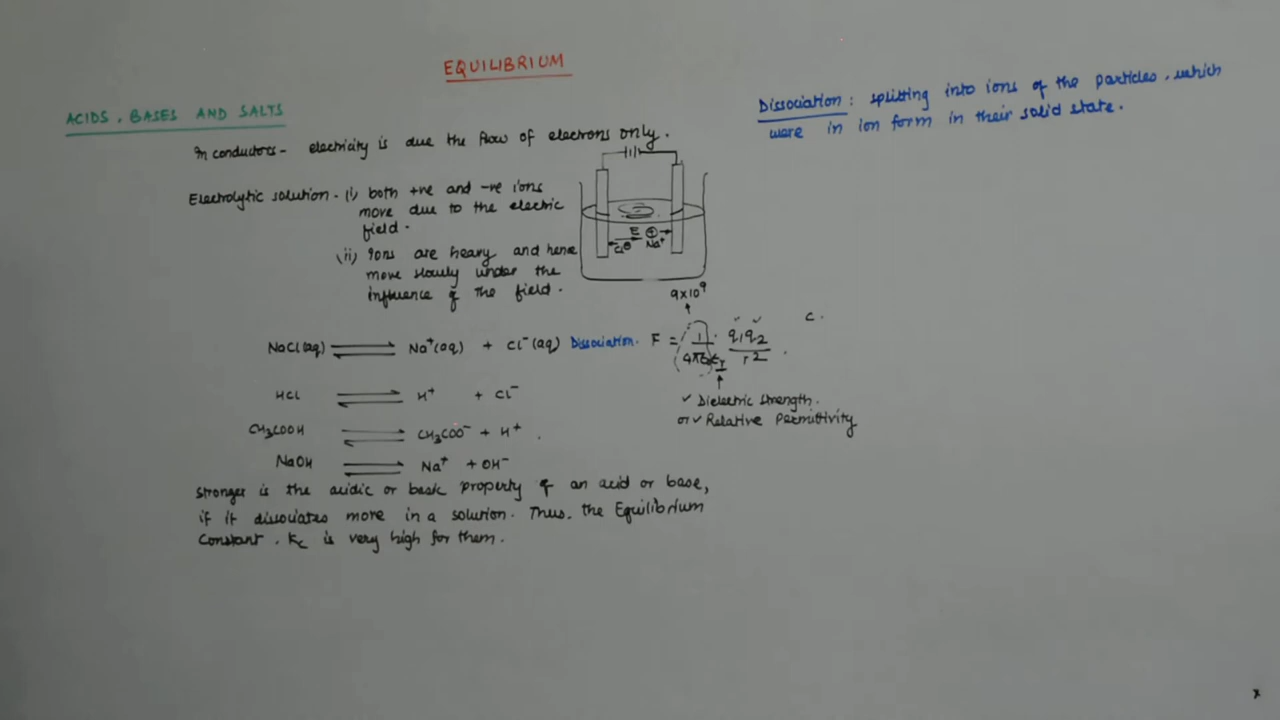 EQUILIBRIUM
ACIDS, BASES AND SALTS
In conductors - electricity is due the flow of electrons only.
Electrolytic solution - (i) both +ve and -ve ions
move due to the electric
field.
(ii) Ions are heavy and hence
move slowly under the
influence of the field.
E
Cl⊖ ⊕ Na⁺
NaCl(aq) ⇌ Na⁺(aq) + Cl⁻(aq) Dissociation.
HCl ⇌ H⁺ + Cl⁻
CH₃COOH ⇌ CH₃COO⁻ + H⁺.
NaOH ⇌ Na⁺ + OH⁻
Stronger is the acidic or basic property of an acid or base,
if it dissociates more in a solution. Thus, the Equilibrium
Constant, Kc is very high for them.
Dissociation: splitting into ions of the particles, which
were in ion form in their solid state.
9×10⁹
F = 1/4πε₀εr · q₁q₂/r².
c.
✓ Dielectric strength.
or ✓ Relative Permittivity
x